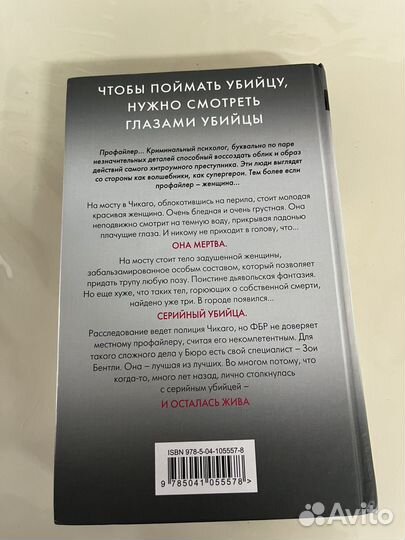 ЧТОБЫ ПОЙМАТЬ УБИЙЦУ,
НУЖНО СМОТРЕТЬ
ГЛАЗАМИ УБИЙЦЫ
Профайлер... Криминальный психолог, буквально по паре
незначительных деталей способный воссоздать облик и образ
действий самого хитроумного преступника. Эти люди выглядят
со стороны как волшебники, как супергерои. Тем более если
профайлер – женщина...
На мосту в Чикаго, облокотившись на перила, стоит молодая
красивая женщина. Очень бледная и очень грустная. Она
неподвижно смотрит на темную воду, прикрывая ладонью
плачущие глаза. И никому не приходит в голову, что...
ОНА МЕРТВА.
На мосту стоит тело задушенной женщины,
забальзамированное особым составом, который позволяет
придать трупу любую позу. Поистине дьявольская фантазия.
Но еще хуже, что таких тел, горюющих о собственной смерти,
найдено уже три. В городе появился...
СЕРИЙНЫЙ УБИЙЦА.
Расследование ведет полиция Чикаго, но ФБР не доверяет
местному профайлеру, считая его некомпетентным. Для
такого сложного дела у Бюро есть свой специалист – Зои
Бентли. Она – лучшая из лучших. Во многом потому, что
когда-то, много лет назад, лично столкнулась
с серийным убийцей –
И ОСТАЛАСЬ ЖИВА
ISBN 978-5-04-105557-8
9 785041 055578 >
Avito